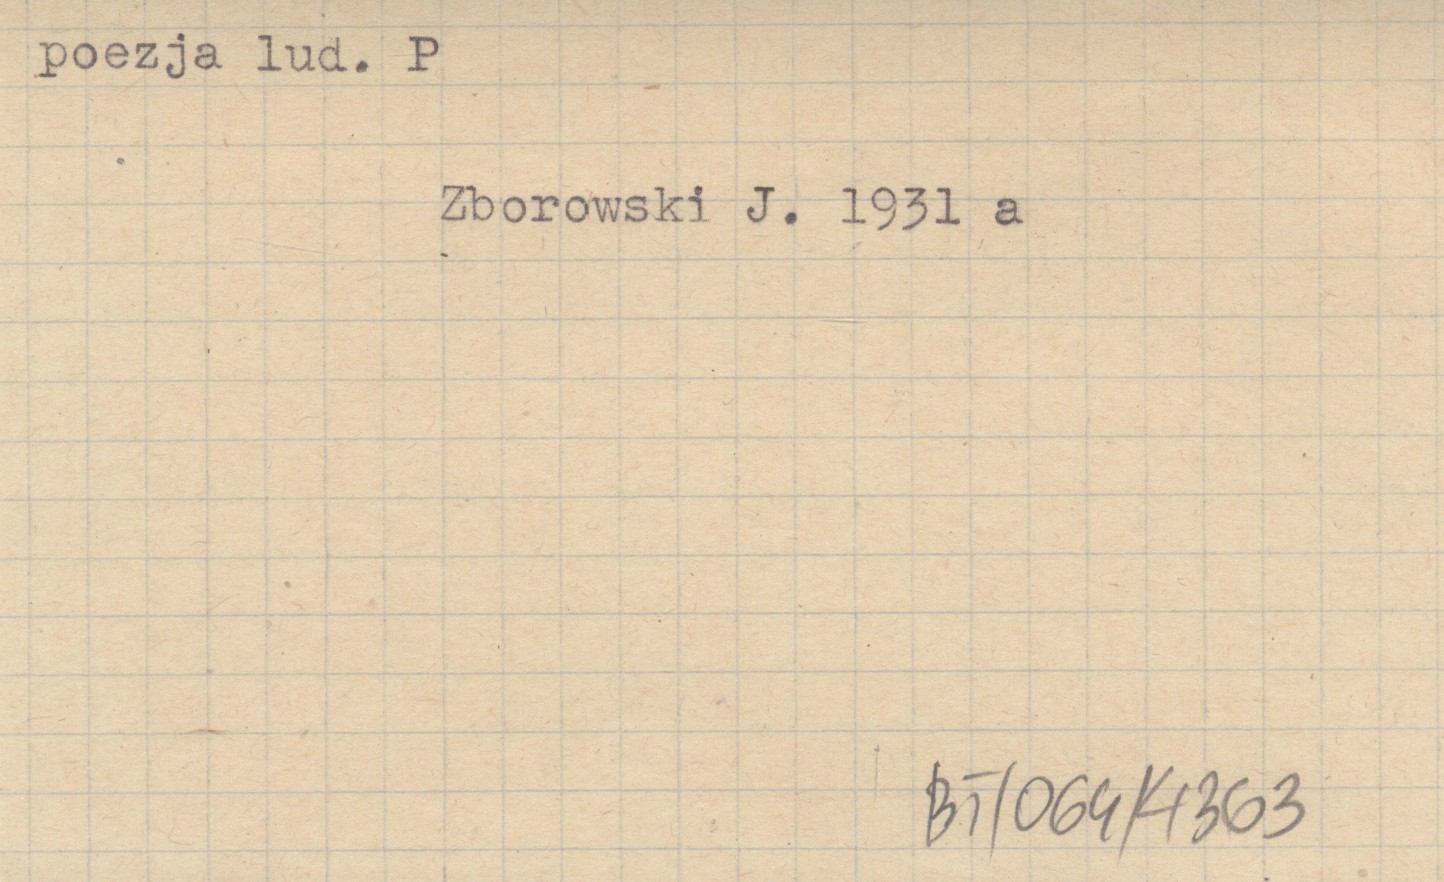 poezja lud. P
Zborowski J. 1931 a
BT/064/K1363